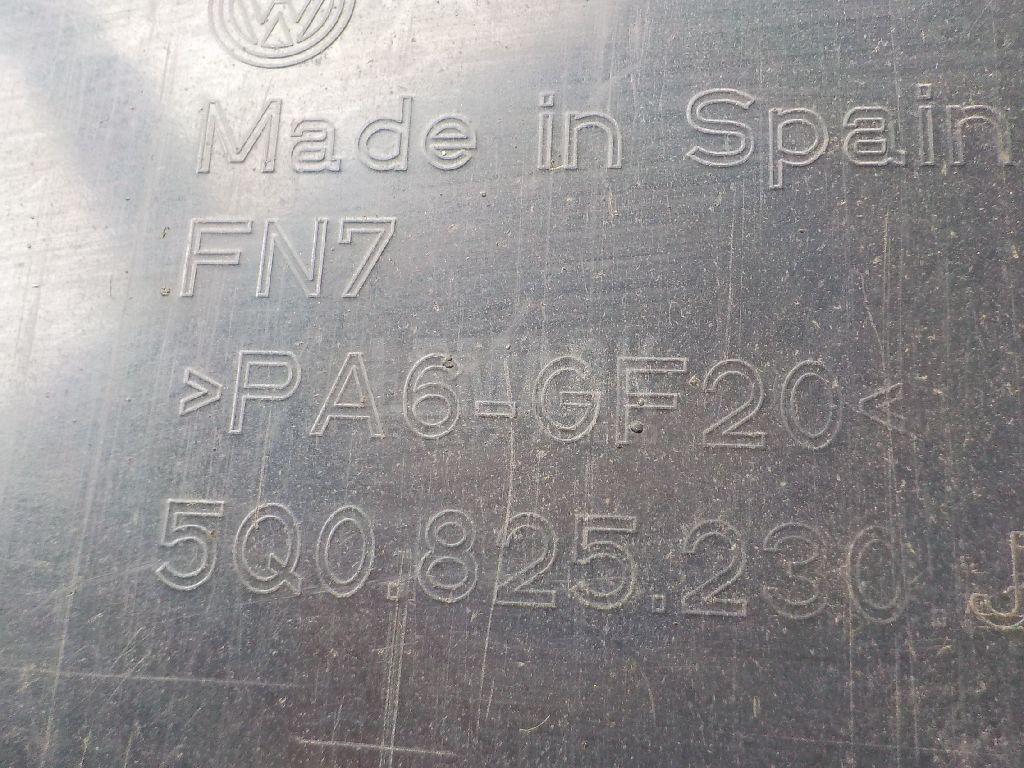 Made in Spain
FN7
>PA6-GF20<
5Q0.825.230 J